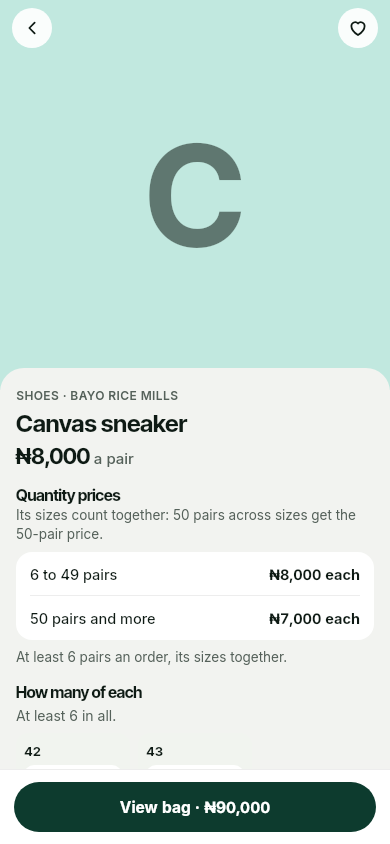 C
SHOES · BAYO RICE MILLS
Canvas sneaker
₦8,000 a pair
Quantity prices
Its sizes count together: 50 pairs across sizes get the
50-pair price.
6 to 49 pairs ₦8,000 each
50 pairs and more ₦7,000 each
At least 6 pairs an order, its sizes together.
How many of each
At least 6 in all.
42 43
View bag · ₦90,000